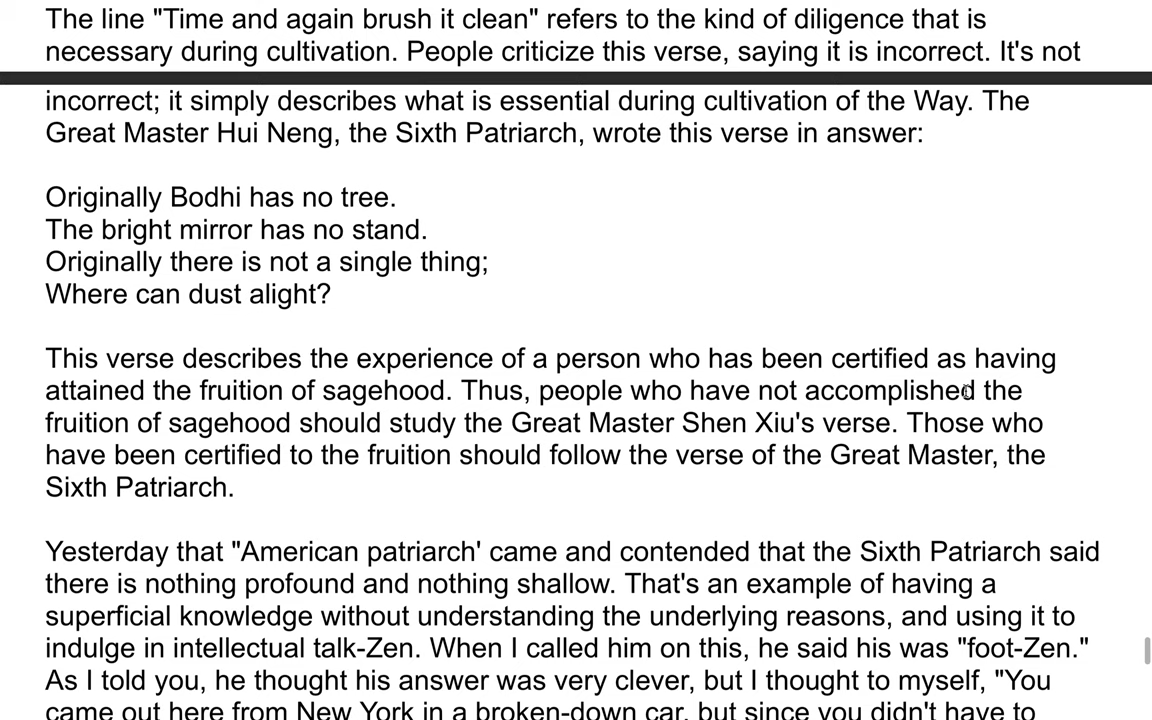 The line "Time and again brush it clean" refers to the kind of diligence that is
necessary during cultivation. People criticize this verse, saying it is incorrect. It's not
incorrect; it simply describes what is essential during cultivation of the Way. The
Great Master Hui Neng, the Sixth Patriarch, wrote this verse in answer:
Originally Bodhi has no tree.
The bright mirror has no stand.
Originally there is not a single thing;
Where can dust alight?
This verse describes the experience of a person who has been certified as having
attained the fruition of sagehood. Thus, people who have not accomplished the
fruition of sagehood should study the Great Master Shen Xiu's verse. Those who
have been certified to the fruition should follow the verse of the Great Master, the
Sixth Patriarch.
Yesterday that "American patriarch' came and contended that the Sixth Patriarch said
there is nothing profound and nothing shallow. That's an example of having a
superficial knowledge without understanding the underlying reasons, and using it to
indulge in intellectual talk-Zen. When I called him on this, he said his was "foot-Zen."
As I told you, he thought his answer was very clever, but I thought to myself, "You
came out here from New York in a broken-down car, but since you didn't have to